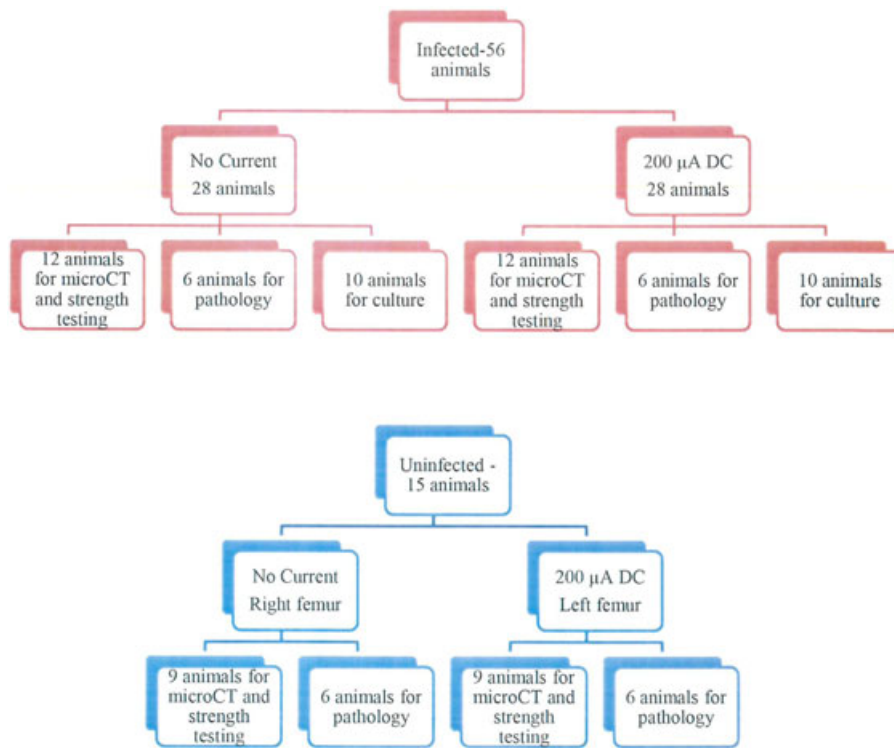 Infected-56
animals
No Current
28 animals
200 μA DC
28 animals
12 animals
for microCT
and strength
testing
6 animals for
pathology
10 animals
for culture
12 animals
for microCT
and strength
testing
6 animals for
pathology
10 animals
for culture
Uninfected -
15 animals
No Current
Right femur
200 μA DC
Left femur
9 animals for
microCT and
strength
testing
6 animals for
pathology
9 animals for
microCT and
strength
testing
6 animals for
pathology